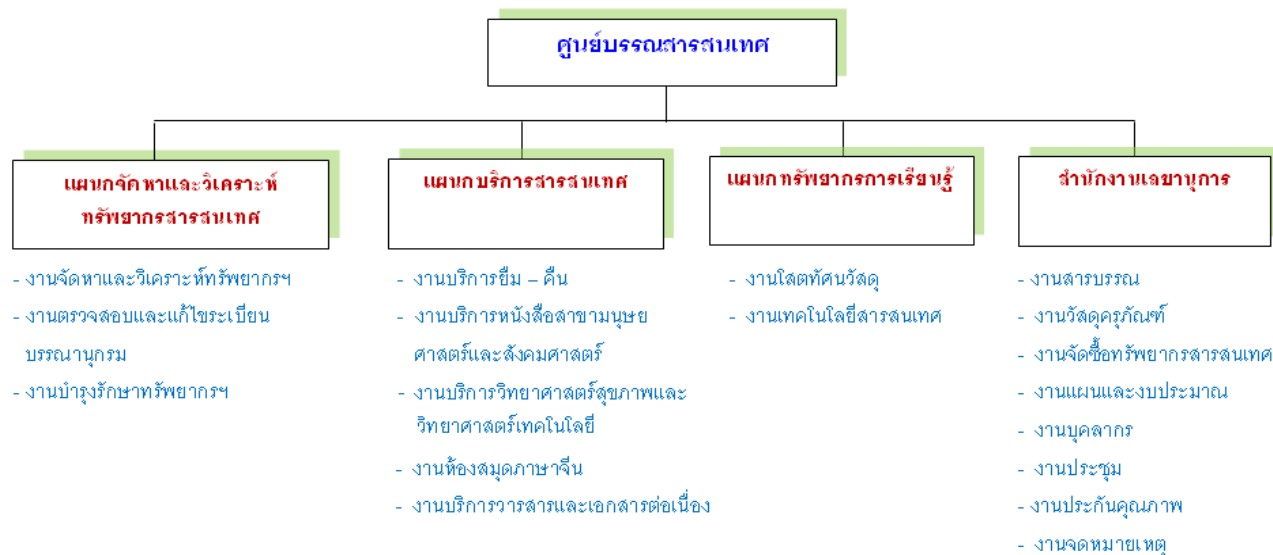 ศูนย์บรรณสารสนเทศ
แผนกจัดหาและวิเคราะห์
ทรัพยากรสารสนเทศ
- งานจัดหาและวิเคราะห์ทรัพยากรฯ
- งานตรวจสอบและแก้ไขระเบียน
บรรณานุกรม
- งานบำรุงรักษาทรัพยากรฯ
แผนกบริการสารสนเทศ
- งานบริการยืม – คืน
- งานบริการหนังสือสาขามนุษย
ศาสตร์และสังคมศาสตร์
- งานบริการวิทยาศาสตร์สุขภาพและ
วิทยาศาสตร์เทคโนโลยี
- งานห้องสมุดภาษาจีน
- งานบริการวารสารและเอกสารต่อเนื่อง
แผนกทรัพยากรการเรียนรู้
- งานโสตทัศนวัสดุ
- งานเทคโนโลยีสารสนเทศ
สำนักงานเลขานุการ
- งานสารบรรณ
- งานวัสดุครุภัณฑ์
- งานจัดซื้อทรัพยากรสารสนเทศ
- งานแผนและงบประมาณ
- งานบุคลากร
- งานประชุม
- งานประกันคุณภาพ
- งานจดหมายเหตุ